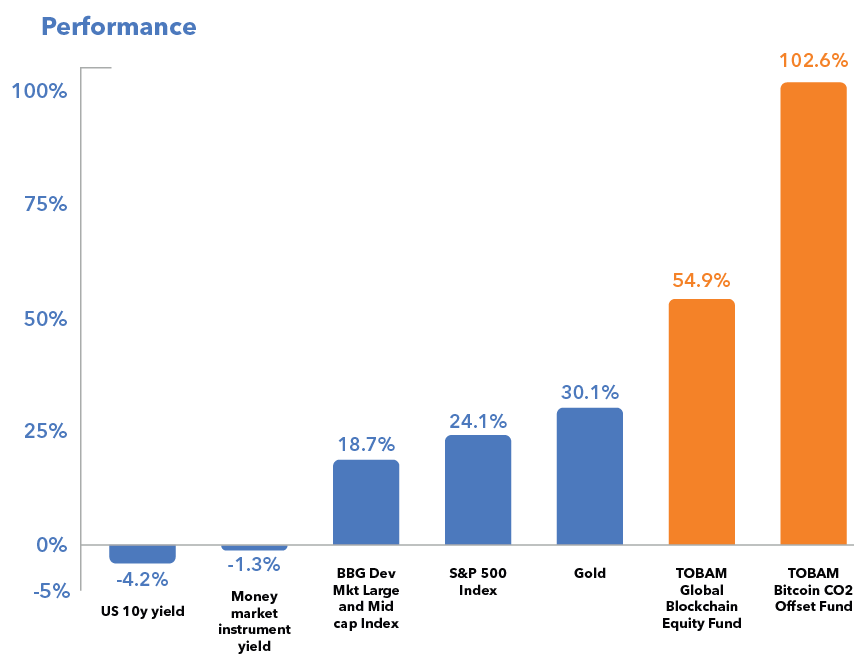 Performance
100%
75%
50%
25%
0%
-5%
-4.2%
-1.3%
18.7%
24.1%
30.1%
54.9%
102.6%
US 10y yield
Money
market
instrument
yield
BBG Dev
Mkt Large
and Mid
cap Index
S&P 500
Index
Gold
TOBAM
Global
Blockchain
Equity Fund
TOBAM
Bitcoin CO2
Offset Fund